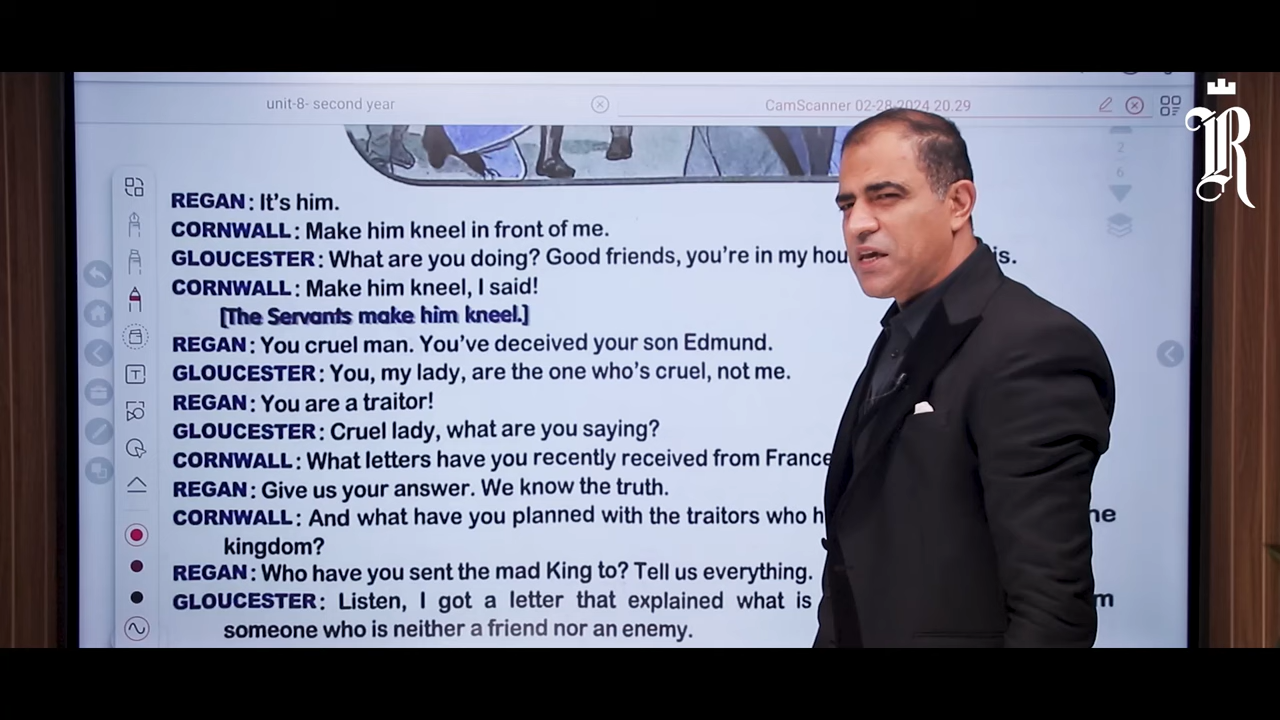 unit-8- second year
CamScanner 02-28-2024 20.29
R
2
6
T
REGAN: It's him.
CORNWALL: Make him kneel in front of me.
GLOUCESTER: What are you doing? Good friends, you're in my is.
CORNWALL: Make him kneel, I said!
[The Servants make him kneel.]
REGAN: You cruel man. You've deceived your son Edmund.
GLOUCESTER: You, my lady, are the one who's cruel, not me.
REGAN: You are a traitor!
GLOUCESTER: Cruel lady, what are you saying?
CORNWALL: What letters have you recently received from France
REGAN: Give us your answer. We know the truth.
CORNWALL: And what have you planned with the traitors who
kingdom?
REGAN: Who have you sent the mad King to? Tell us everything.
GLOUCESTER: Listen, I got a letter that explained what is
someone who is neither a friend nor an enemy.